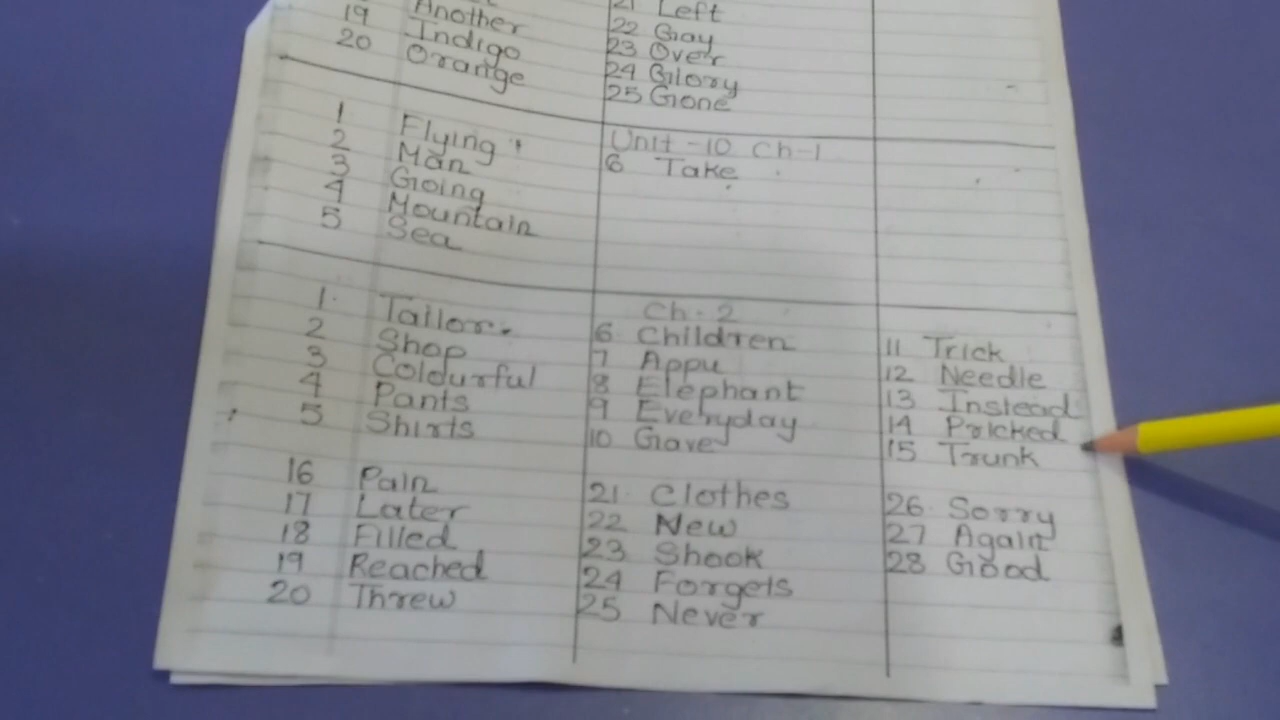 19 Another
20 Indigo
Orange
21 Left
22 Gay
23 Over
24 Glory
25 Gone
Unit-10 Ch-1
1 Flying
2 Man
3 Going
4 Mountain
5 Sea
6 Take
Ch. 2
1. Tailor.
2 Shop
3 Colourful
4 Pants
5 Shirts
6 Children
7 Appu
8 Elephant
9 Everyday
10 Gave
11 Trick
12 Needle
13 Instead
14 Pricked
15 Trunk
16 Pain
17 Later
18 Filled
19 Reached
20 Threw
21. Clothes
22 New
23 Shook
24 Forgets
25 Never
26. Sorry
27 Again
28 Good